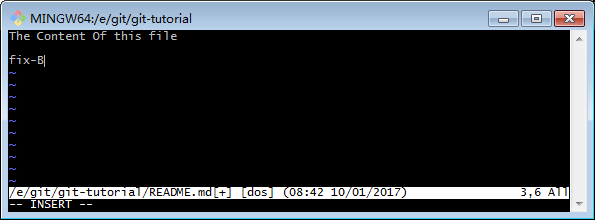 MINGW64:/e/git/git-tutorial
The Content Of this file
fix-B
~
~
~
~
~
~
~
~
~
~
/e/git/git-tutorial/README.md[+] [dos] (08:42 10/01/2017) 3,6 All
-- INSERT --